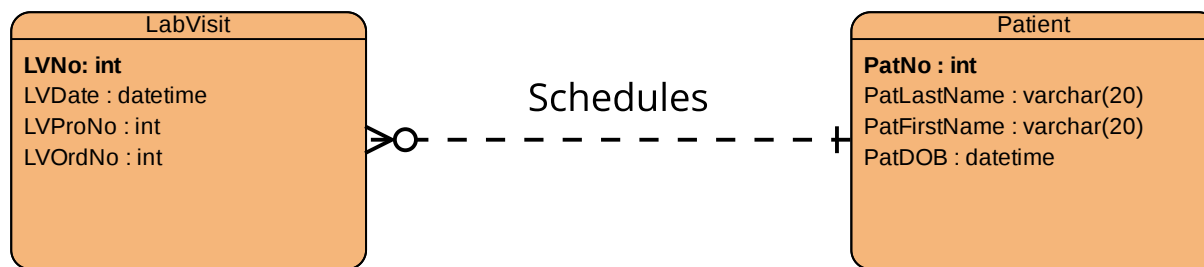 LabVisit
LVNo: int
LVDate : datetime
LVProNo : int
LVOrdNo : int
Schedules
Patient
PatNo : int
PatLastName : varchar(20)
PatFirstName : varchar(20)
PatDOB : datetime